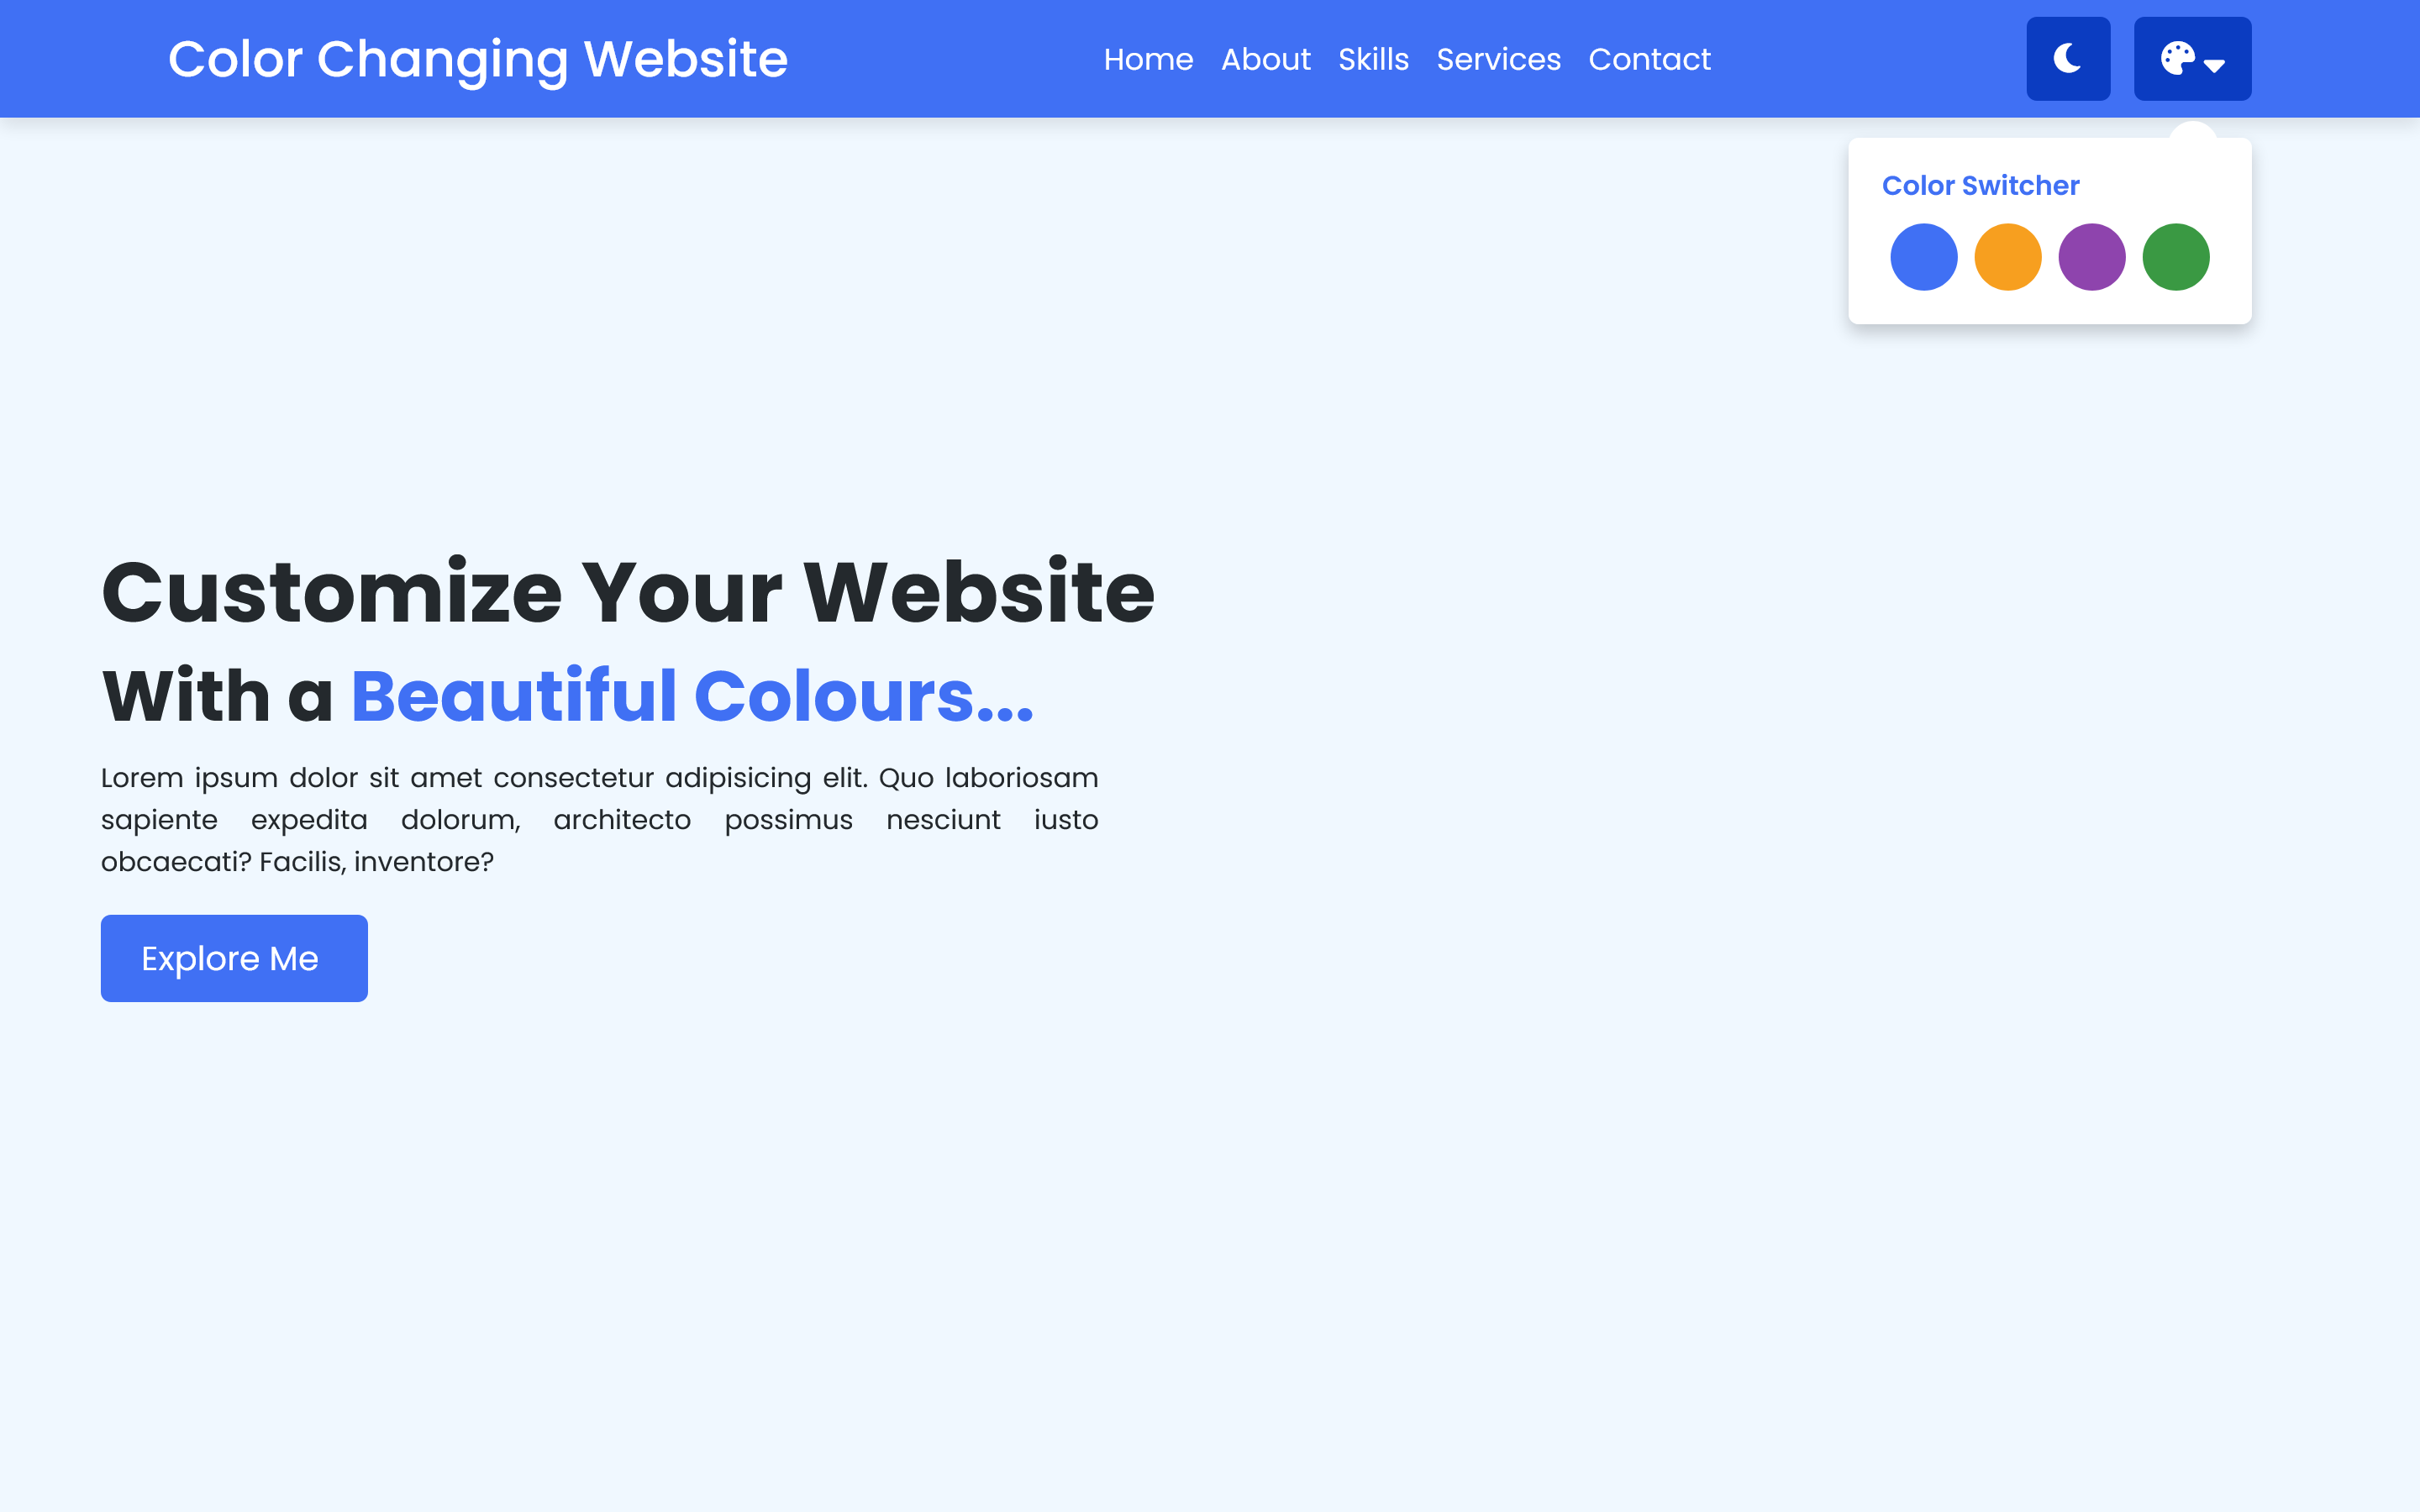 Color Changing Website
Home About Skills Services Contact
Color Switcher
Customize Your Website
With a Beautiful Colours...
Lorem ipsum dolor sit amet consectetur adipisicing elit. Quo laboriosam
sapiente expedita dolorum, architecto possimus nesciunt iusto
obcaecati? Facilis, inventore?
Explore Me